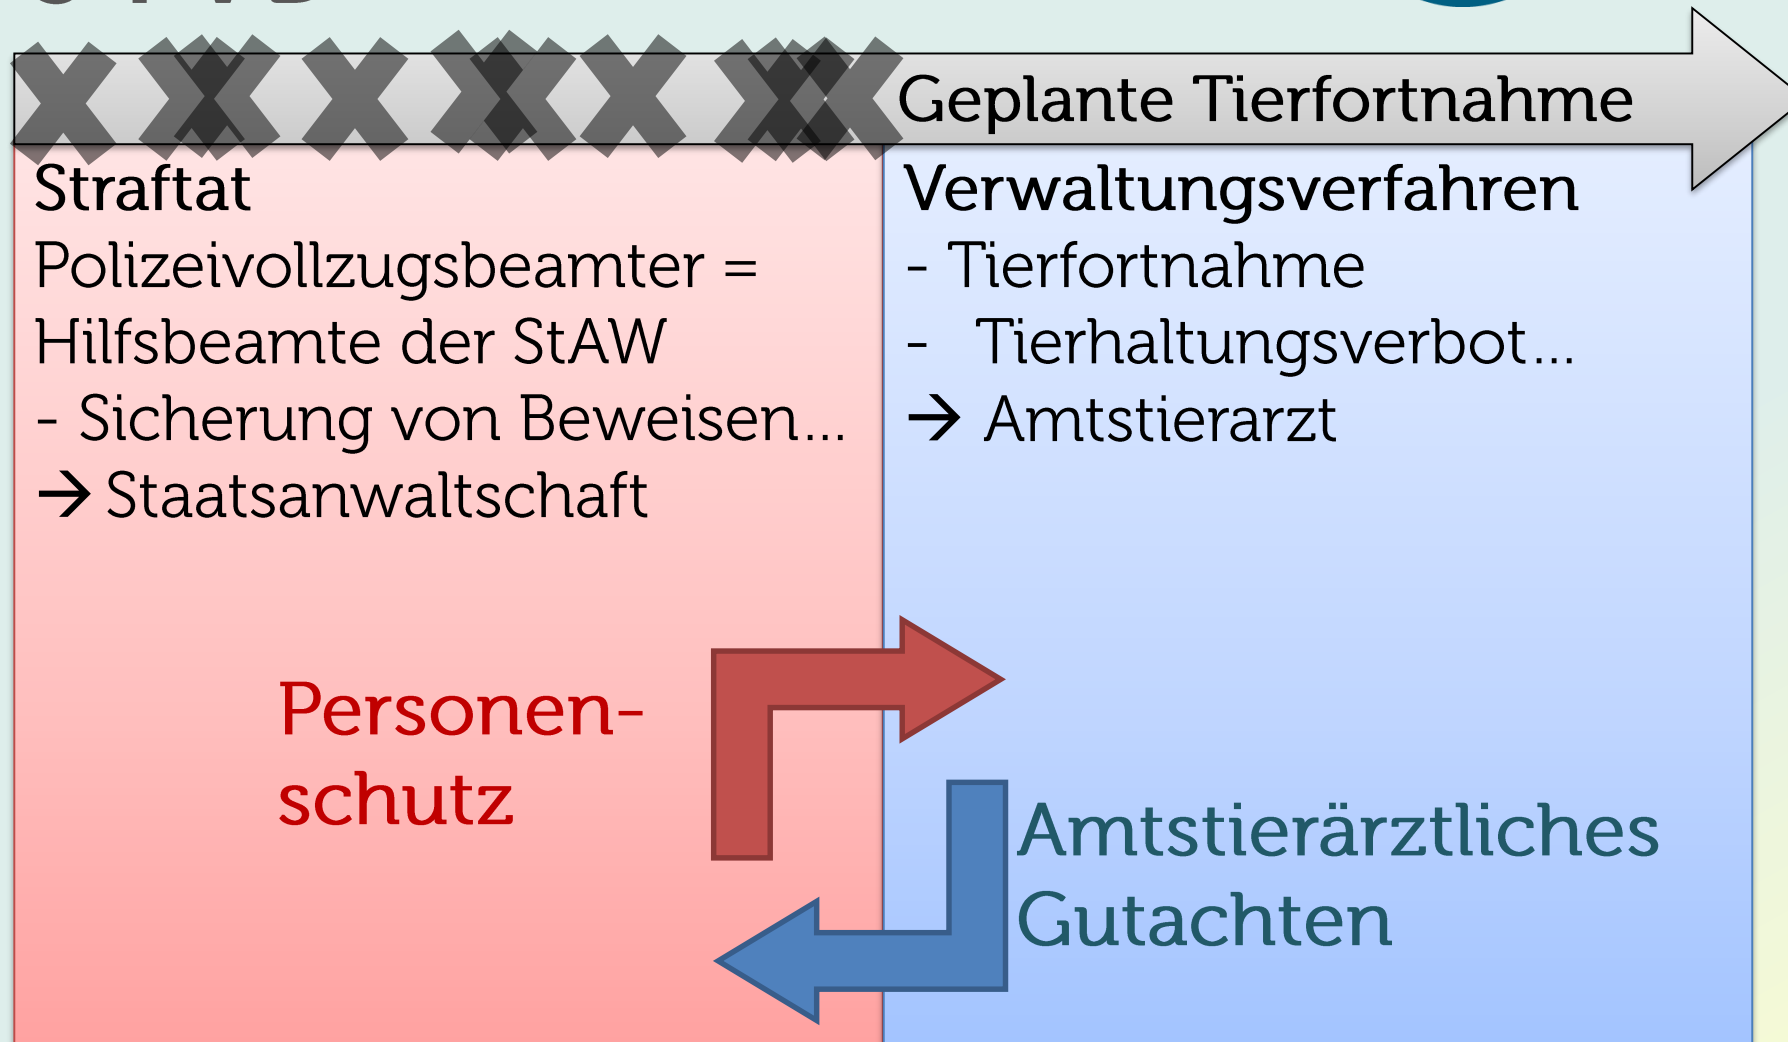 Geplante Tierfortnahme
Straftat
Polizeivollzugsbeamter =
Hilfsbeamte der StAW
- Sicherung von Beweisen...
→ Staatsanwaltschaft
Verwaltungsverfahren
- Tierfortnahme
- Tierhaltungsverbot...
→ Amtstierarzt
Personen-
schutz
Amtstierärztliches
Gutachten